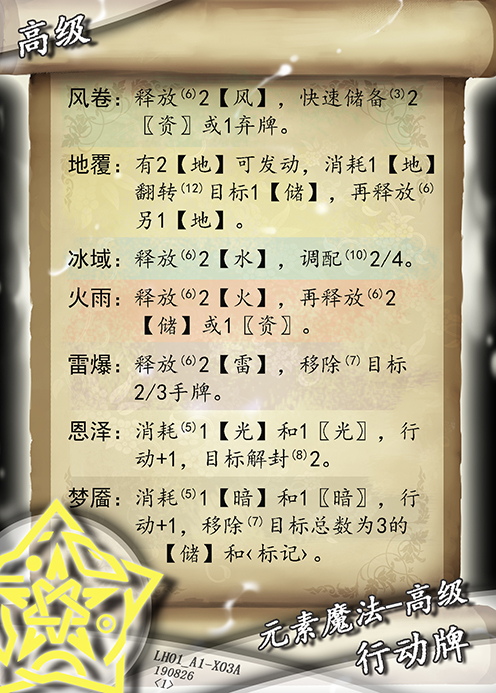 高级
风卷：释放⁽⁶⁾2【风】，快速储备⁽³⁾2
〖资〗或1弃牌。
地覆：有2【地】可发动，消耗1【地】
翻转⁽¹²⁾目标1【储】，再释放⁽⁶⁾
另1【地】。
冰域：释放⁽⁶⁾2【水】，调配⁽¹⁰⁾2/4。
火雨：释放⁽⁶⁾2【火】，再释放⁽⁶⁾2
【储】或1〖资〗。
雷爆：释放⁽⁶⁾2【雷】，移除⁽⁷⁾目标
2/3手牌。
恩泽：消耗⁽⁵⁾1【光】和1〖光〗，行
动+1，目标解封⁽⁸⁾2。
梦魇：消耗⁽⁵⁾1【暗】和1〖暗〗，行
动+1，移除⁽⁷⁾目标总数为3的
【储】和<标记>。
元素魔法-高级
行动牌
LH01_A1-X03A
190826
<1>